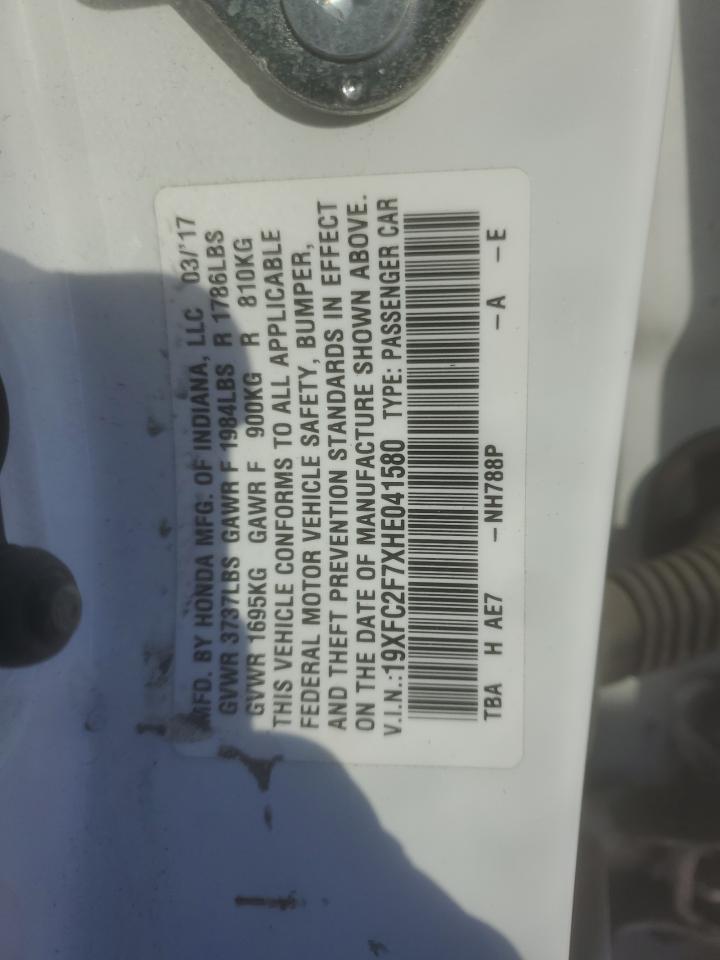 MFD. BY HONDA MFG. OF INDIANA, LLC 03/'17
GVWR 3737LBS GAWR F 1984LBS R 1786LBS
GVWR 1695KG GAWR F 900KG R 810KG
THIS VEHICLE CONFORMS TO ALL APPLICABLE
FEDERAL MOTOR VEHICLE SAFETY, BUMPER,
AND THEFT PREVENTION STANDARDS IN EFFECT
ON THE DATE OF MANUFACTURE SHOWN ABOVE.
V.I.N.:19XFC2F7XHE041580 TYPE: PASSENGER CAR
TBA H AE7 -NH788P -A -E